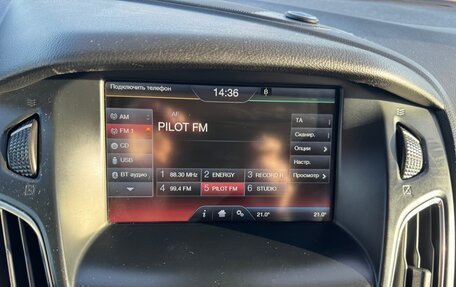 Подключить телефон 14:36
AM AF TA
FM 1 PILOT FM Сканир.
CD Опции
USB Настр.
BT аудио 1 88.30 MHz 2 ENERGY 3 RECORD R Просмотр
4 99.4 FM 5 PILOT FM 6 STUDIO
i 21.0° 21.0°